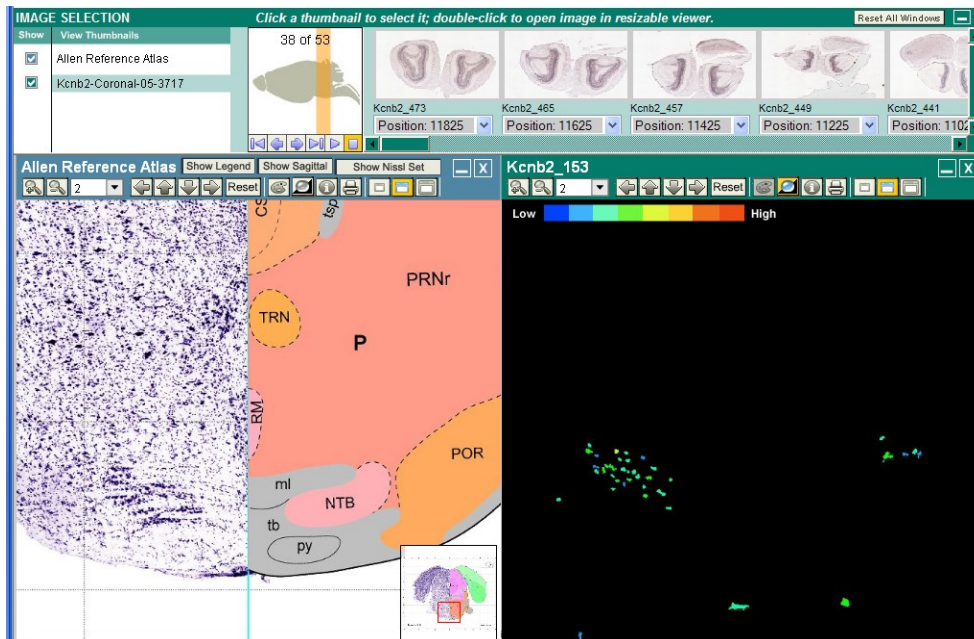 IMAGE SELECTION
Click a thumbnail to select it; double-click to open image in resizable viewer.
Reset All Windows
Show View Thumbnails
Allen Reference Atlas
Kcnb2-Coronal-05-3717
38 of 53
Kcnb2_473 Kcnb2_465 Kcnb2_457 Kcnb2_449 Kcnb2_441
Position: 11825 Position: 11625 Position: 11425 Position: 11225 Position: 1102
Allen Reference Atlas Show Legend Show Sagittal Show Nissl Set X
2 Reset
CS
tsp
PRNr
TRN
P
RM
POR
ml
NTB
tb
py
Kcnb2_153 X
2 Reset
Low High